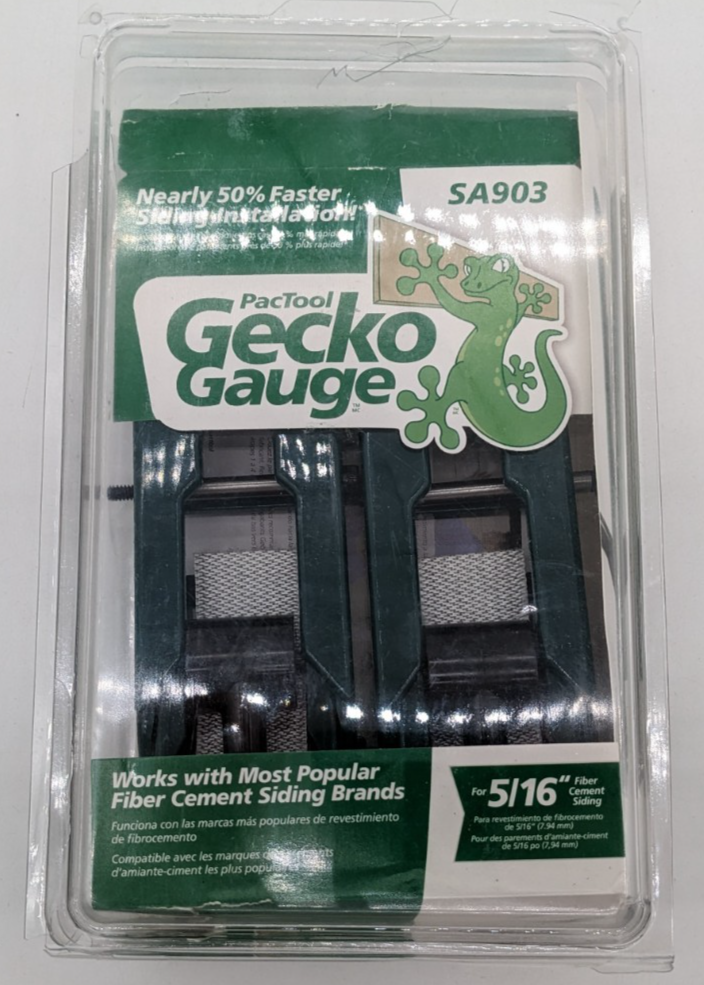 Nearly 50% Faster
Siding Installation!
SA903
% plus rapide!
PacTool
Gecko
Gauge
Works with Most Popular
Fiber Cement Siding Brands
Funciona con las marcas más populares de revestimiento
de fibrocemento
Compatible avec les marques
d'amiante-ciment les plus
For 5/16" Fiber
Cement
Siding
Para revestimiento de fibrocemento
de 5/16" (7.94 mm)
Pour des parements d'amiante-ciment
de 5/16 po (7,94 mm)